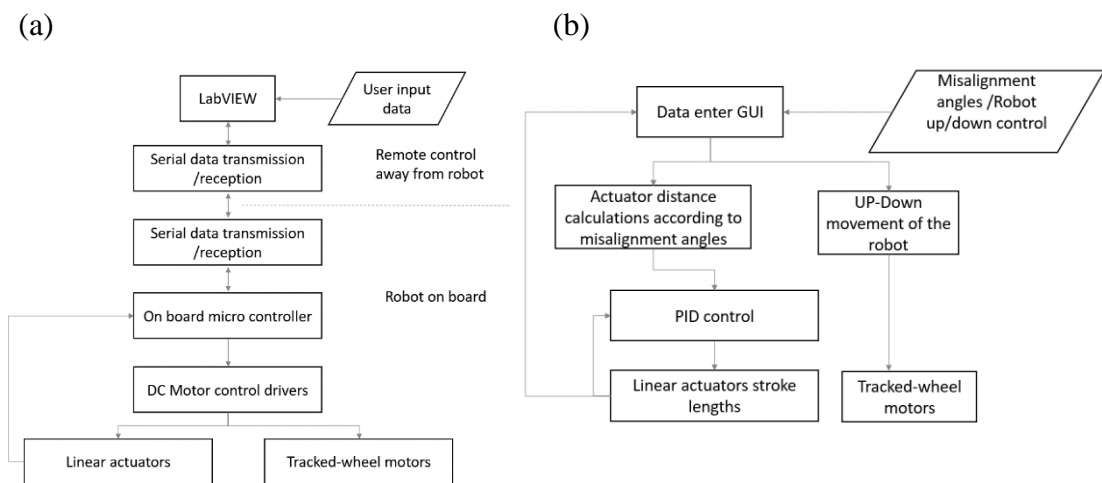 (a)
LabVIEW
User input
data
Serial data transmission
/reception
Remote control
away from robot
Serial data transmission
/reception
Robot on board
On board micro controller
DC Motor control drivers
Linear actuators
Tracked-wheel motors
(b)
Data enter GUI
Misalignment
angles /Robot
up/down control
Actuator distance
calculations according to
misalignment angles
UP-Down
movement of the
robot
PID control
Linear actuators stroke
lengths
Tracked-wheel
motors